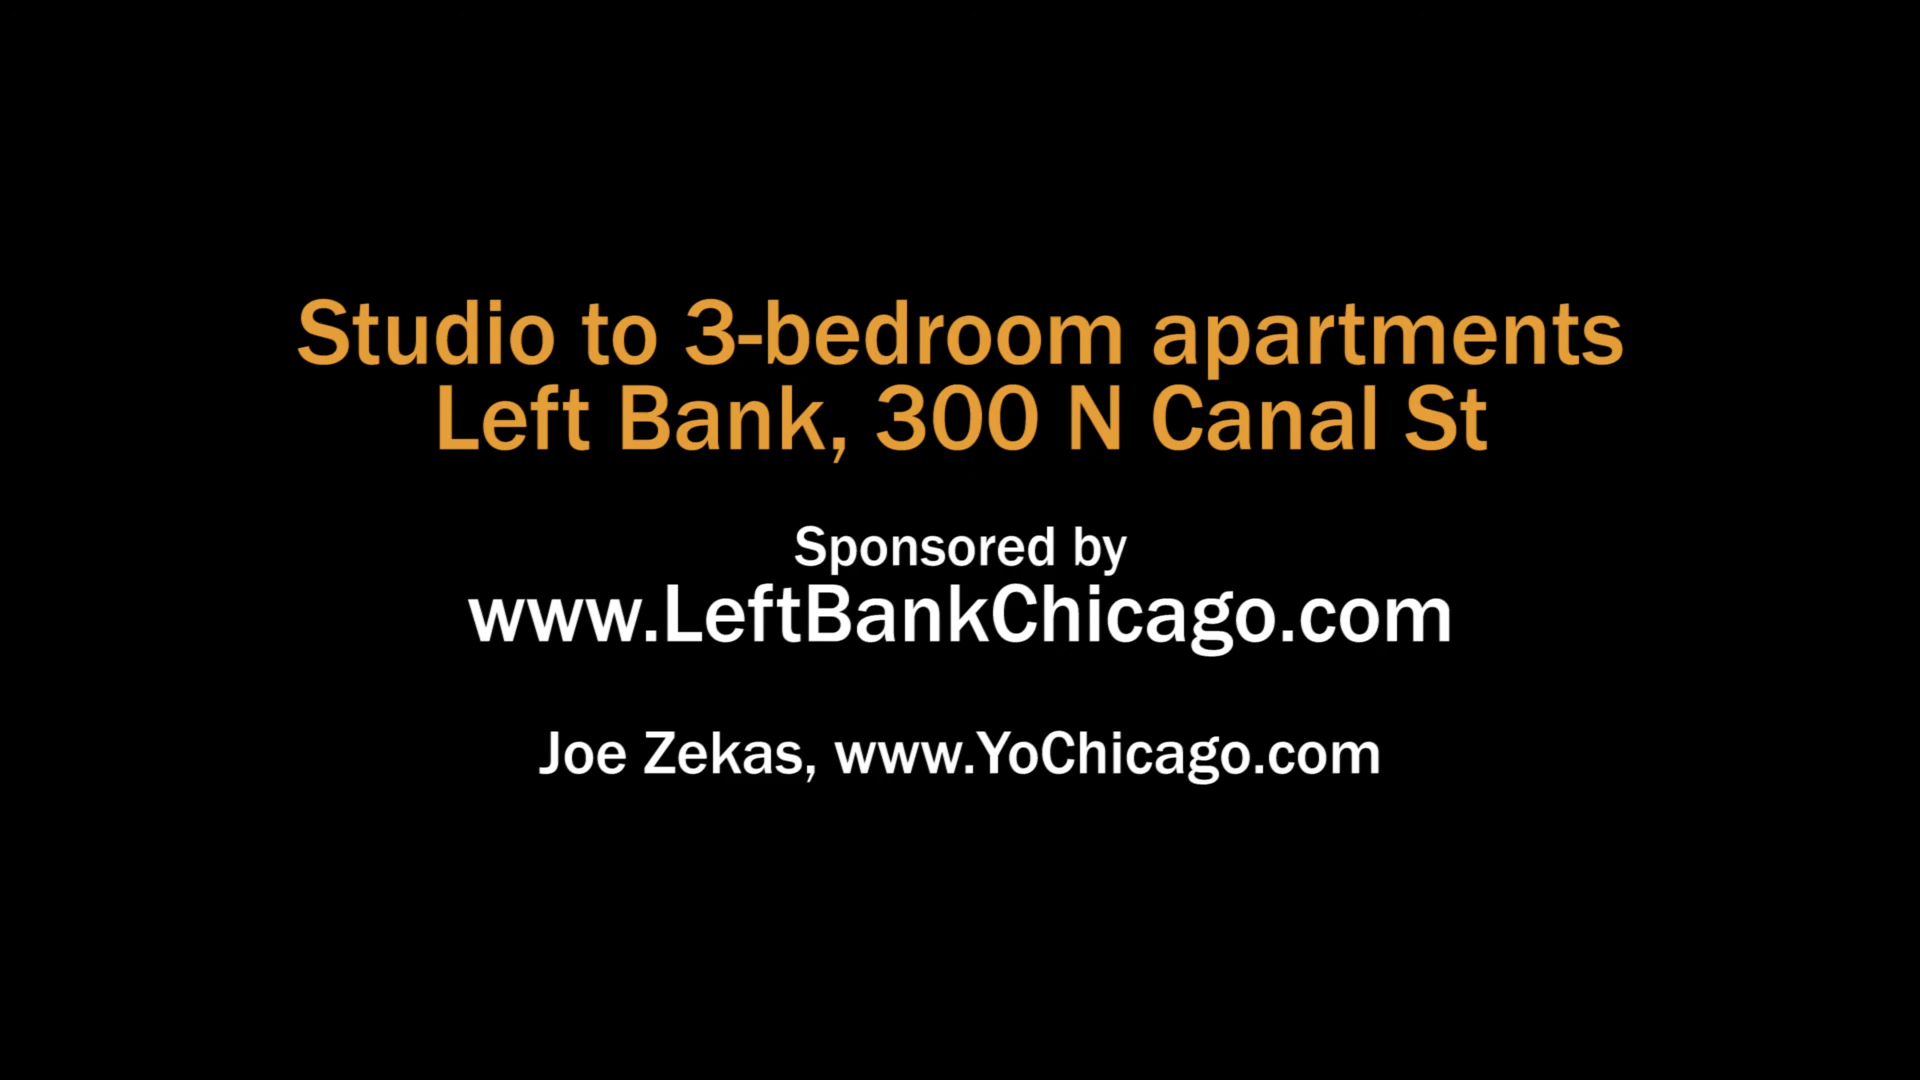 Studio to 3-bedroom apartments
Left Bank, 300 N Canal St
Sponsored by
www.LeftBankChicago.com
Joe Zekas, www.YoChicago.com